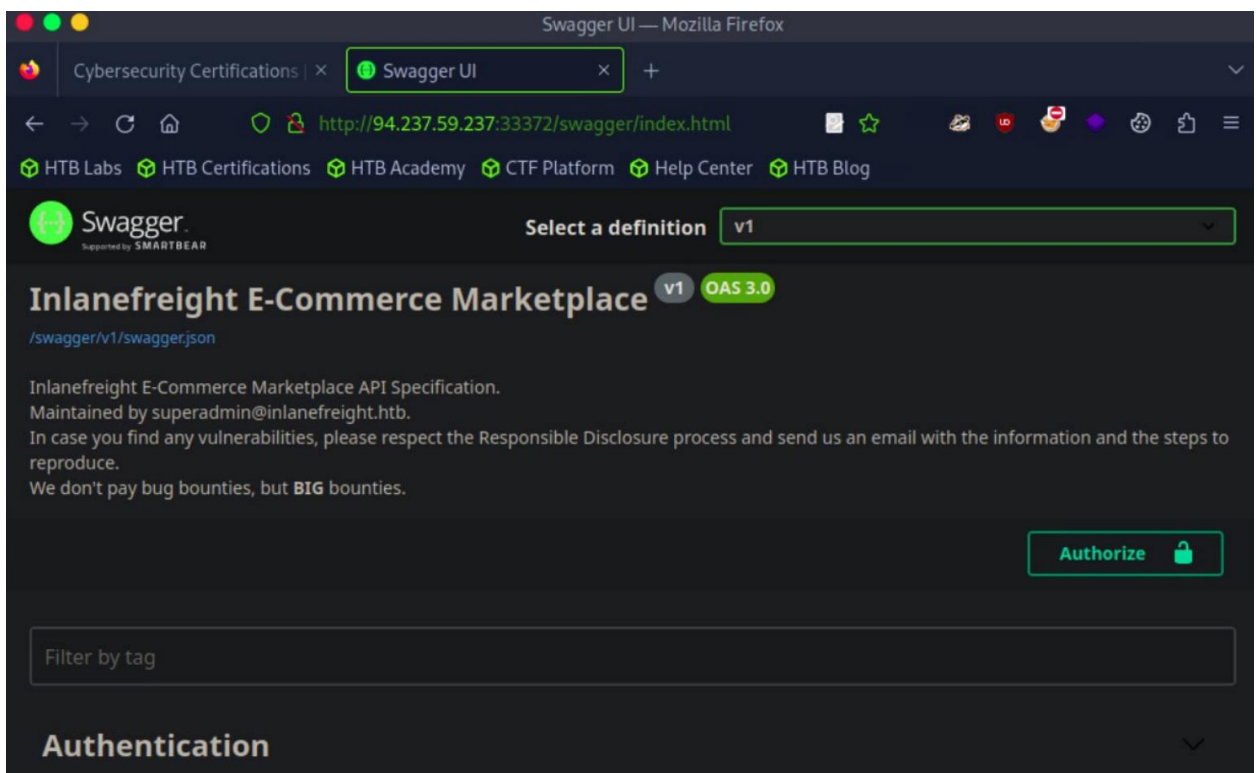 Swagger UI — Mozilla Firefox
Cybersecurity Certifications | Swagger UI
http://94.237.59.237:33372/swagger/index.html
HTB Labs HTB Certifications HTB Academy CTF Platform Help Center HTB Blog
{...} Swagger. Select a definition v1
Supported by SMARTBEAR
Inlanefreight E-Commerce Marketplace v1 OAS 3.0
/swagger/v1/swagger.json
Inlanefreight E-Commerce Marketplace API Specification.
Maintained by superadmin@inlanefreight.htb.
In case you find any vulnerabilities, please respect the Responsible Disclosure process and send us an email with the information and the steps to
reproduce.
We don't pay bug bounties, but BIG bounties.
Authorize
Filter by tag
Authentication